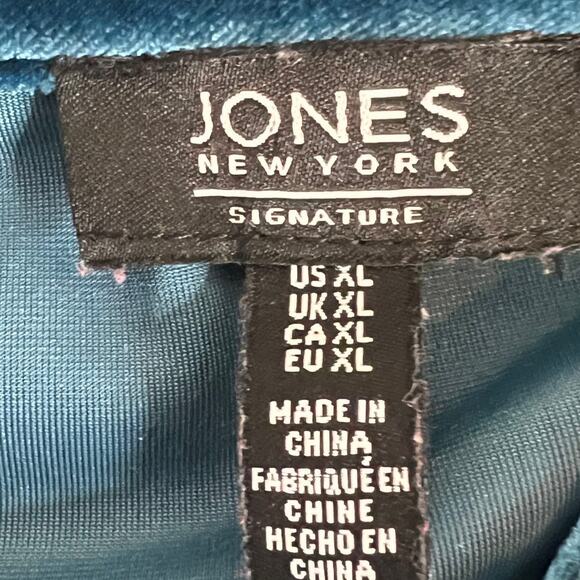 JONES
NEW YORK
SIGNATURE
US XL
UK XL
CA XL
EU XL
MADE IN
CHINA
FABRIQUÉ EN
CHINE
HECHO EN
CHINA